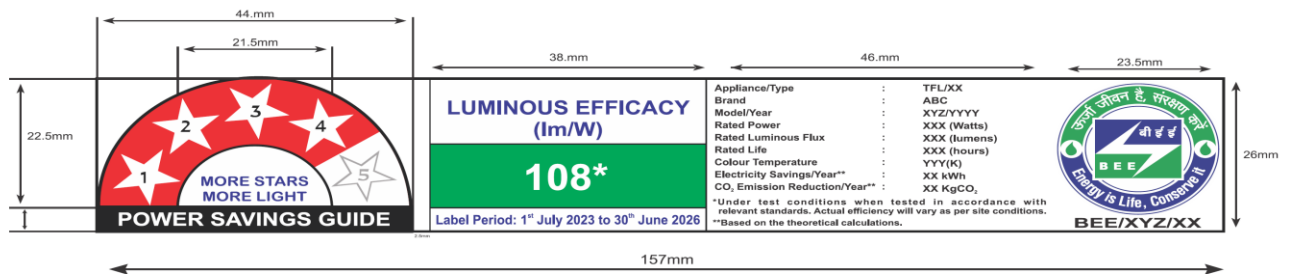 44.mm
21.5mm
38.mm
46.mm
23.5mm
22.5mm
26mm
1
2
3
4
5
MORE STARS
MORE LIGHT
POWER SAVINGS GUIDE
LUMINOUS EFFICACY
(lm/W)
108*
Label Period: 1st July 2023 to 30th June 2026
Appliance/Type : TFL/XX
Brand : ABC
Model/Year : XYZ/YYYY
Rated Power : XXX (Watts)
Rated Luminous Flux : XXX (lumens)
Rated Life : XXX (hours)
Colour Temperature : YYY(K)
Electricity Savings/Year** : XX kWh
CO2 Emission Reduction/Year** : XX KgCO2
*Under test conditions when tested in accordance with
relevant standards. Actual efficiency will vary as per site conditions.
**Based on the theoretical calculations.
ऊर्जा जीवन है, संरक्षण करें
बी ई ई
BEE
Energy is Life, Conserve it
BEE/XYZ/XX
157mm